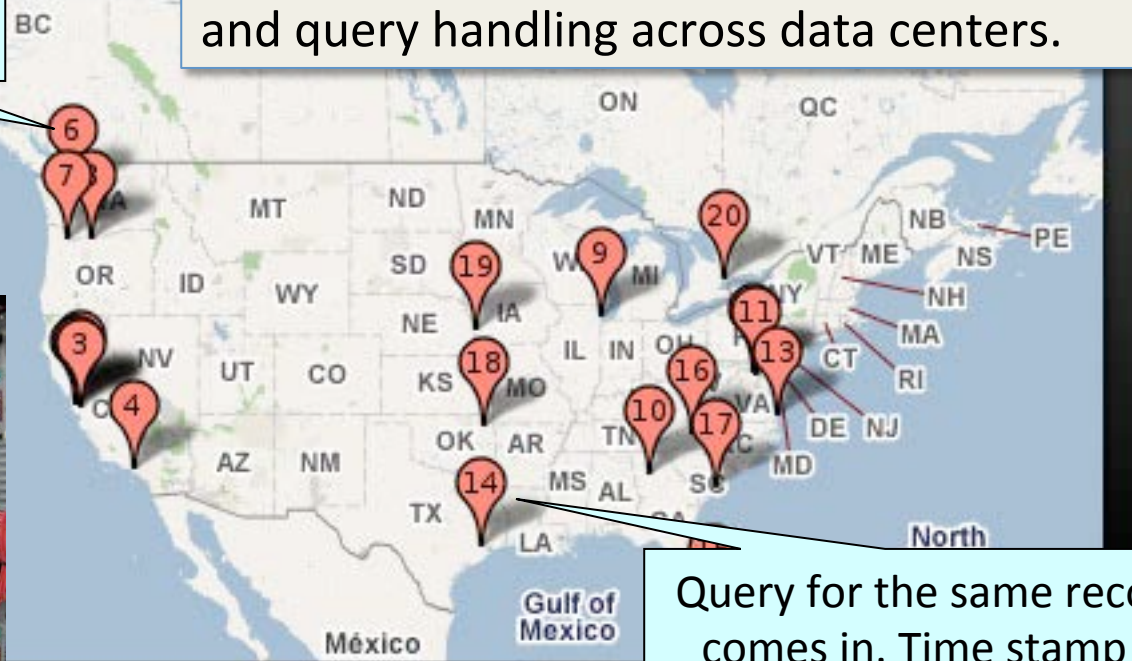 and query handling across data centers.
BC
ON
QC
6
7
MT
ND
MN
20
NB
PE
OR
ID
WY
SD
19
9
MI
VT
ME
NS
NH
NE
IA
11
NY
MA
3
NV
UT
CO
KS
18
MO
IL
IN
16
13
CT
RI
4
AZ
NM
OK
AR
TN
10
17
VA
DE
NJ
MD
14
TX
MS
AL
SC
LA
North
Gulf of
Mexico
México
Query for the same
comes in. Time stamp